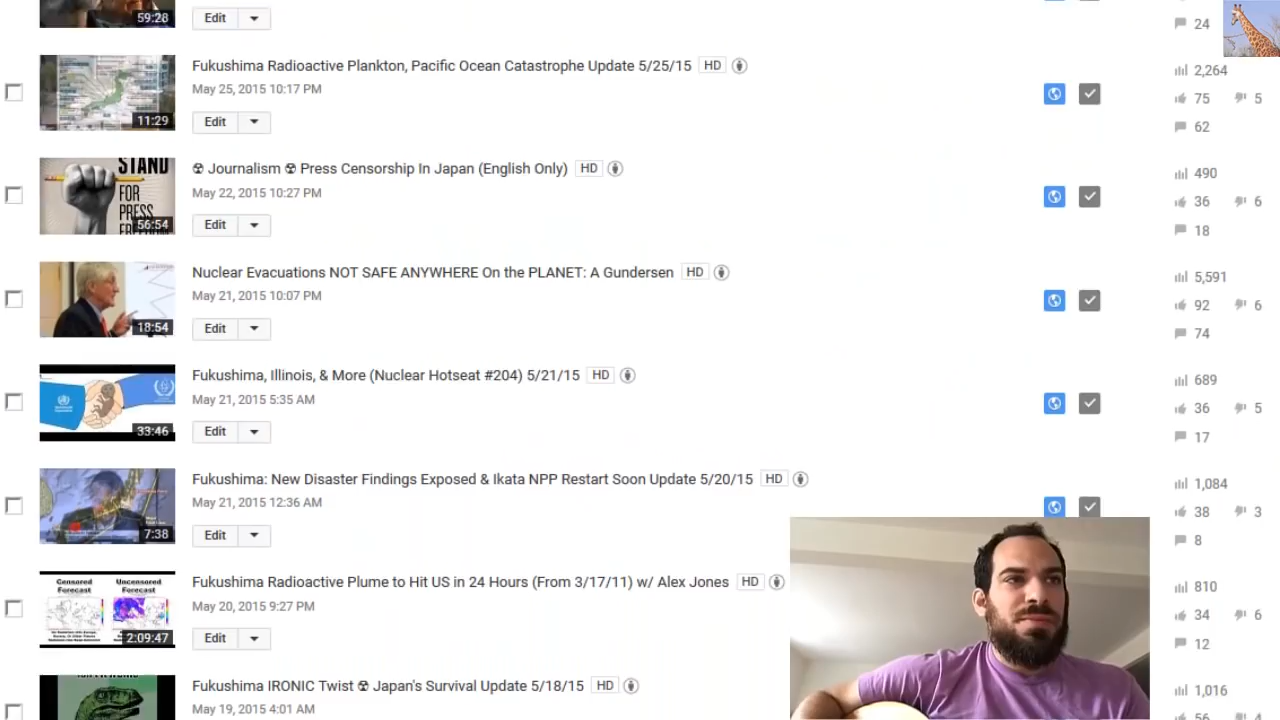 59:28
Edit
24
Fukushima Radioactive Plankton, Pacific Ocean Catastrophe Update 5/25/15 HD
2,264
May 25, 2015 10:17 PM
75 5
11:29
Edit
62
STAND
FOR
PRESS
56:54
☢ Journalism ☢ Press Censorship In Japan (English Only) HD
490
May 22, 2015 10:27 PM
36 6
Edit
18
Nuclear Evacuations NOT SAFE ANYWHERE On the PLANET: A Gundersen HD
5,591
May 21, 2015 10:07 PM
92 6
18:54
Edit
74
Fukushima, Illinois, & More (Nuclear Hotseat #204) 5/21/15 HD
689
May 21, 2015 5:35 AM
36 5
33:46
Edit
17
Fukushima: New Disaster Findings Exposed & Ikata NPP Restart Soon Update 5/20/15 HD
1,084
May 21, 2015 12:36 AM
38 3
7:38
Edit
8
Censored
Forecast
Uncensored
Forecast
Fukushima Radioactive Plume to Hit US in 24 Hours (From 3/17/11) w/ Alex Jones HD
810
May 20, 2015 9:27 PM
34 6
2:09:47
Edit
12
Fukushima IRONIC Twist ☢ Japan's Survival Update 5/18/15 HD
1,016
May 19, 2015 4:01 AM
56 4